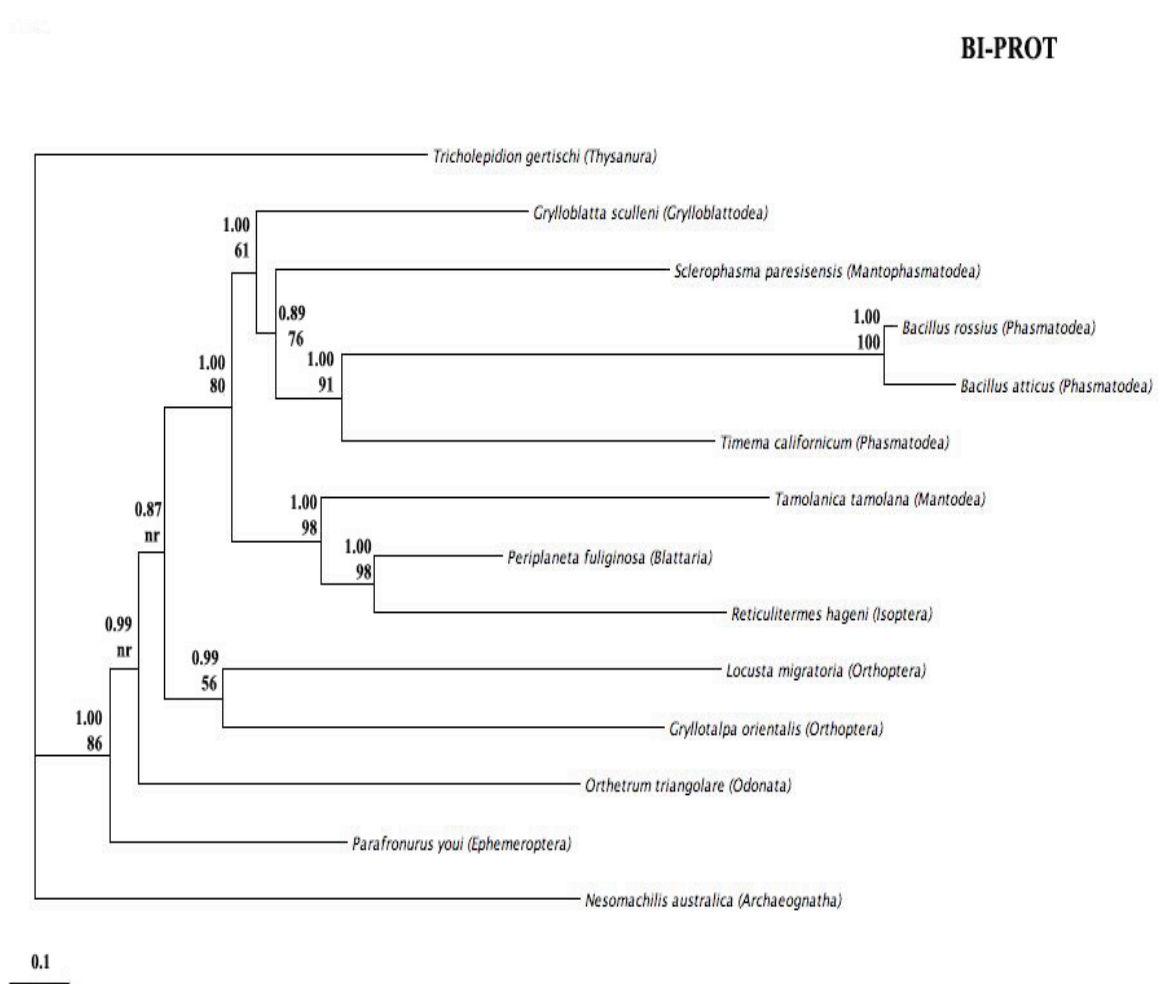 BI-PROT
Tricholepidion gertischi (Thysanura)
Grylloblatta sculleni (Grylloblattodea)
1.00
61
Sclerophasma paresisensis (Mantophasmatodea)
0.89
76
1.00
100
Bacillus rossius (Phasmatodea)
1.00
91
1.00
80
Bacillus atticus (Phasmatodea)
Timema californicum (Phasmatodea)
Tamolanica tamolana (Mantodea)
1.00
98
0.87
nr
1.00
98
Periplaneta fuliginosa (Blattaria)
Reticulitermes hageni (Isoptera)
0.99
nr
0.99
56
Locusta migratoria (Orthoptera)
Gryllotalpa orientalis (Orthoptera)
1.00
86
Orthetrum triangolare (Odonata)
Parafronurus youi (Ephemeroptera)
Nesomachilis australica (Archaeognatha)
0.1